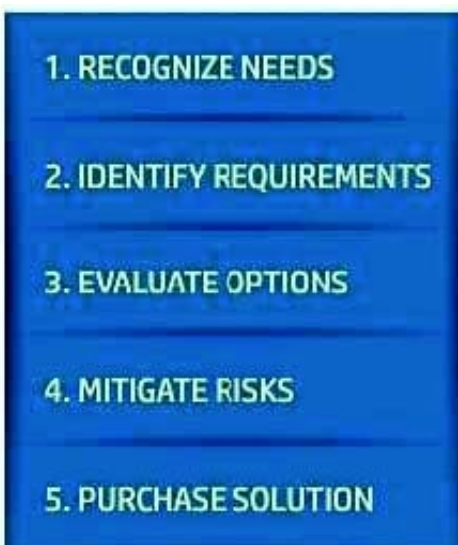 1. RECOGNIZE NEEDS
2. IDENTIFY REQUIREMENTS
3. EVALUATE OPTIONS
4. MITIGATE RISKS
5. PURCHASE SOLUTION